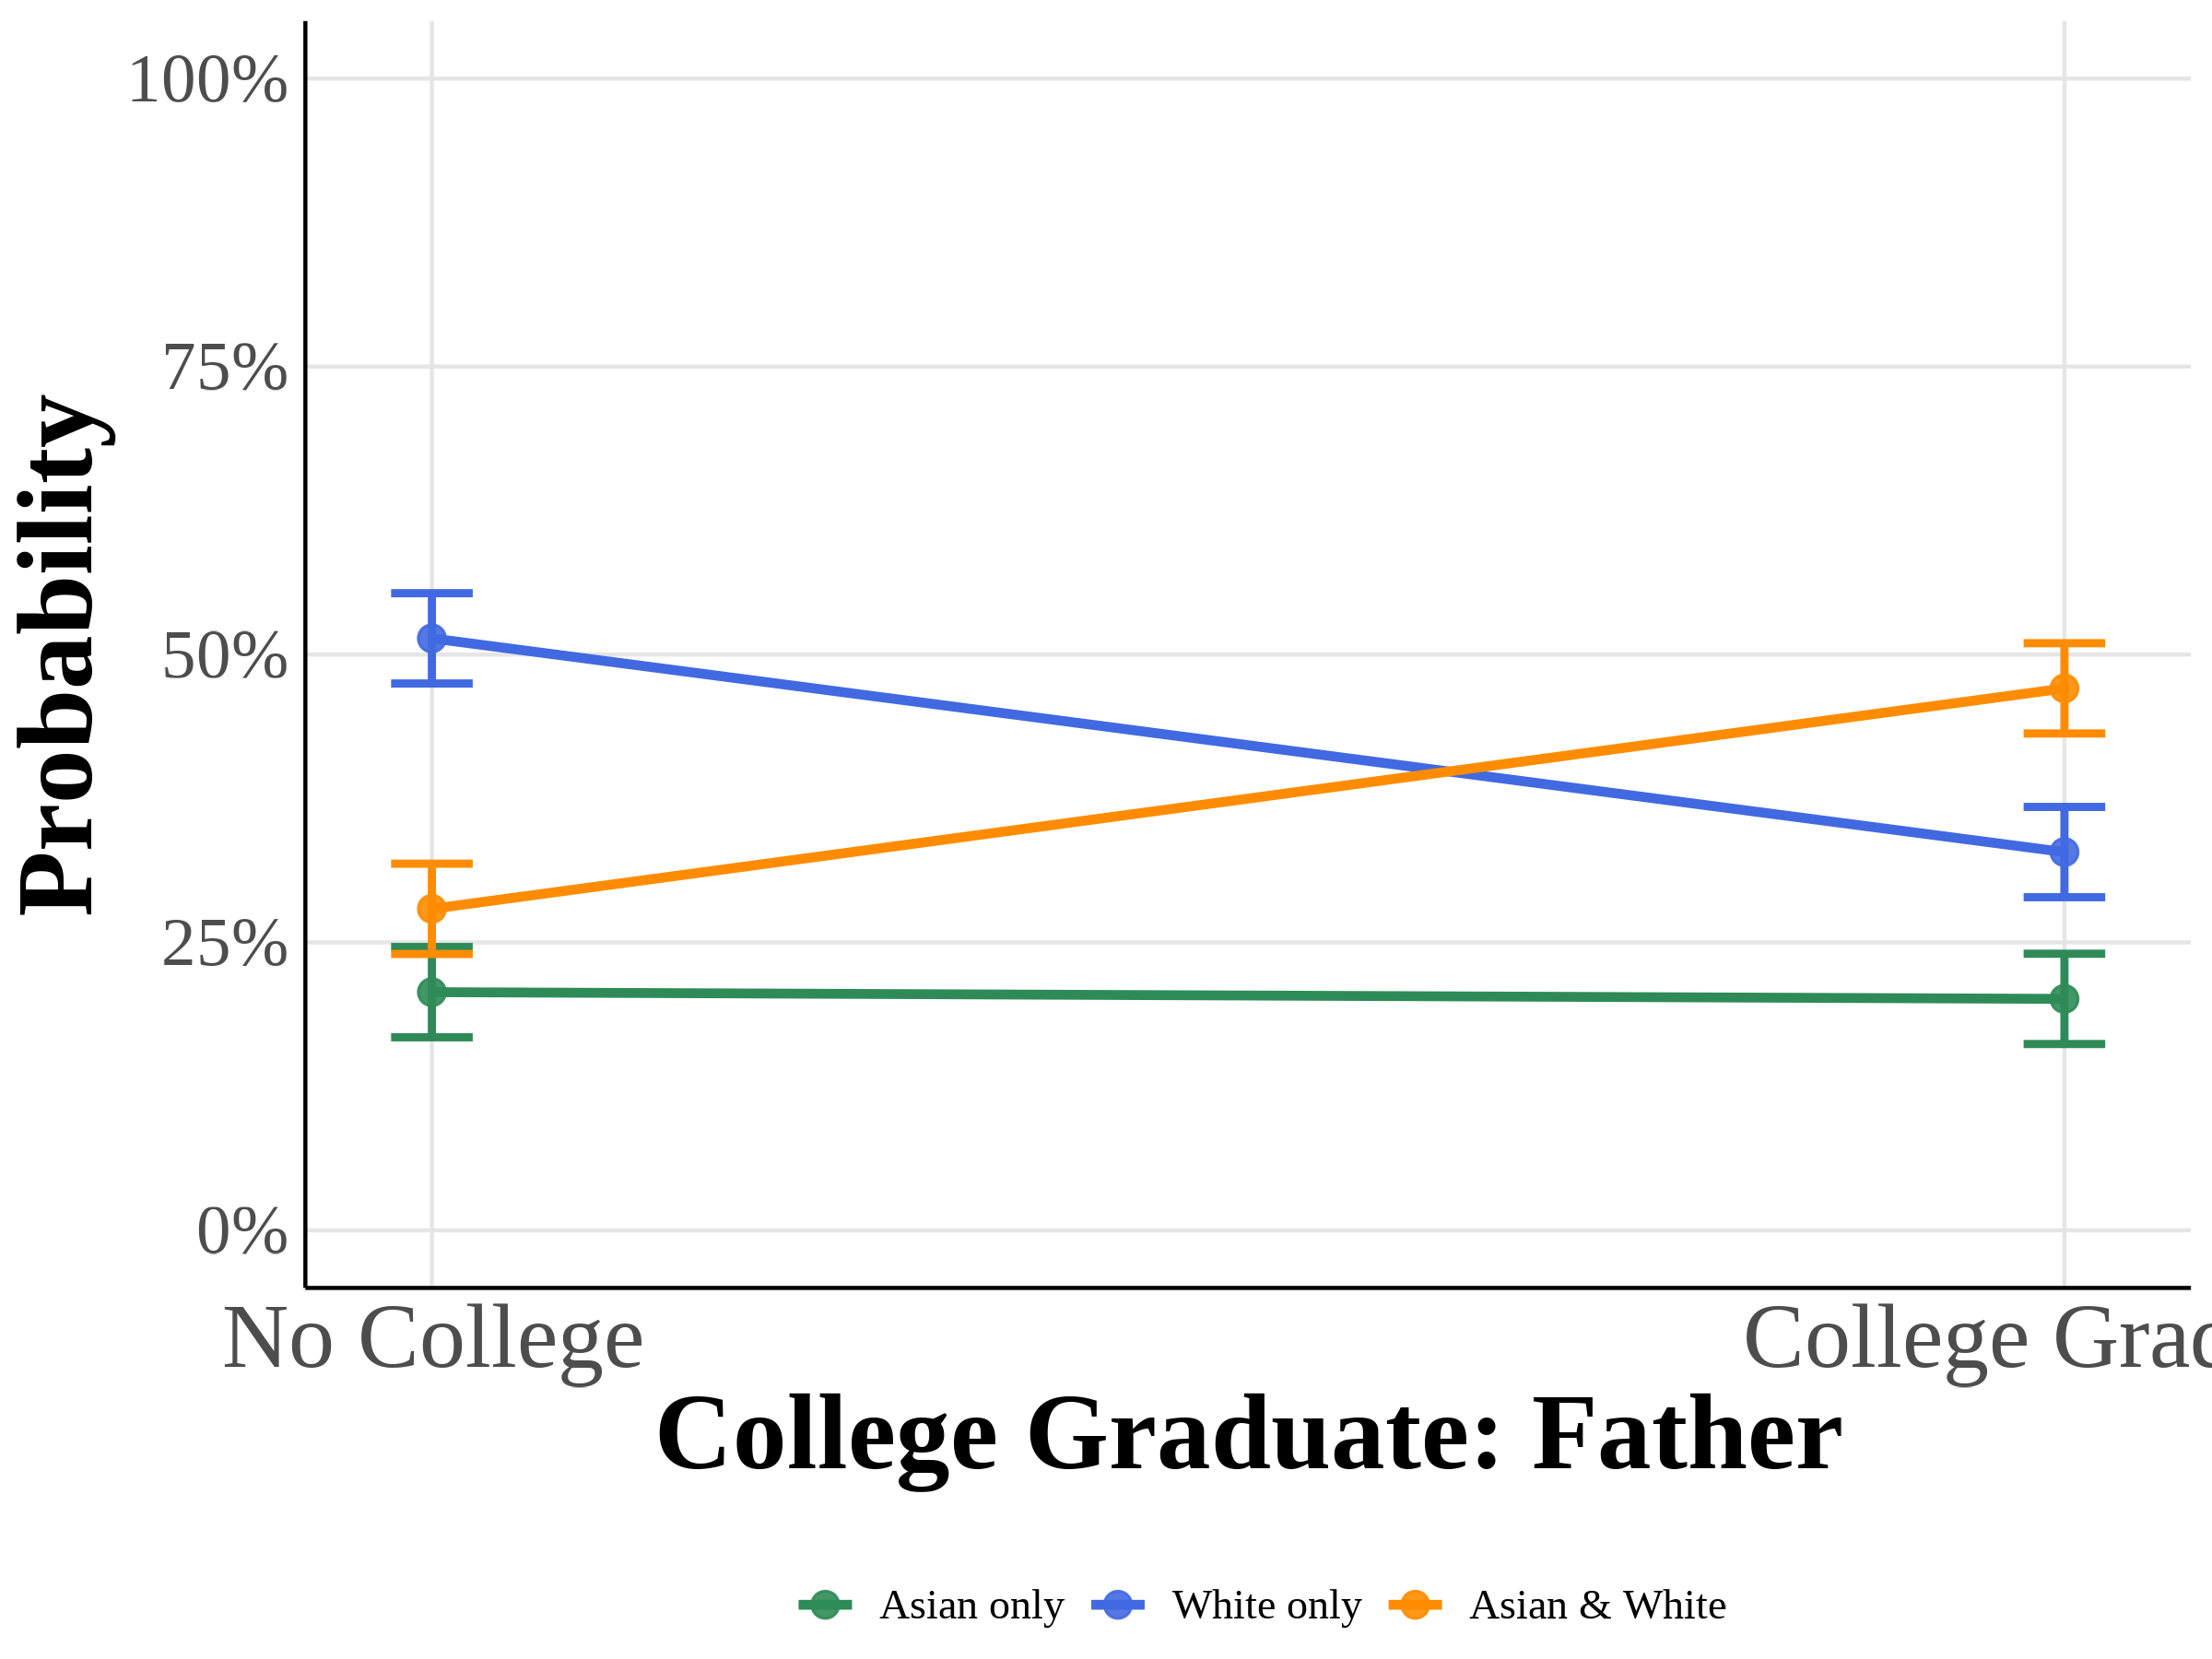 100%
75%
50%
25%
0%
Probability
No College
College Grad
College Graduate: Father
Asian only
White only
Asian & White